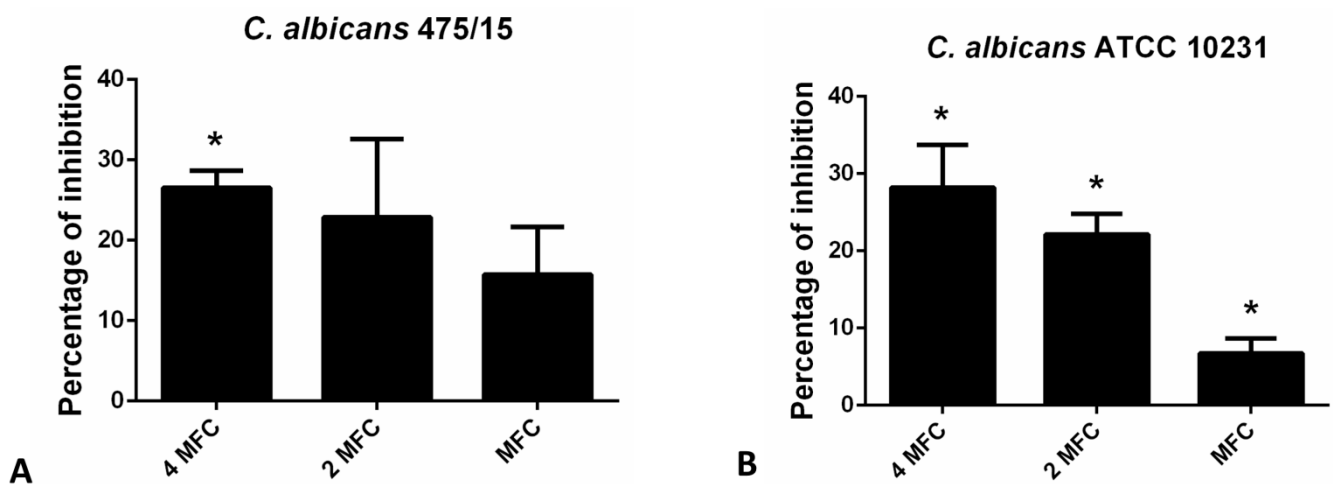 C. albicans 475/15
Percentage of inhibition
40
30
20
10
0
*
4 MFC
2 MFC
MFC
A
C. albicans ATCC 10231
Percentage of inhibition
40
30
20
10
0
*
*
*
4 MFC
2 MFC
MFC
B